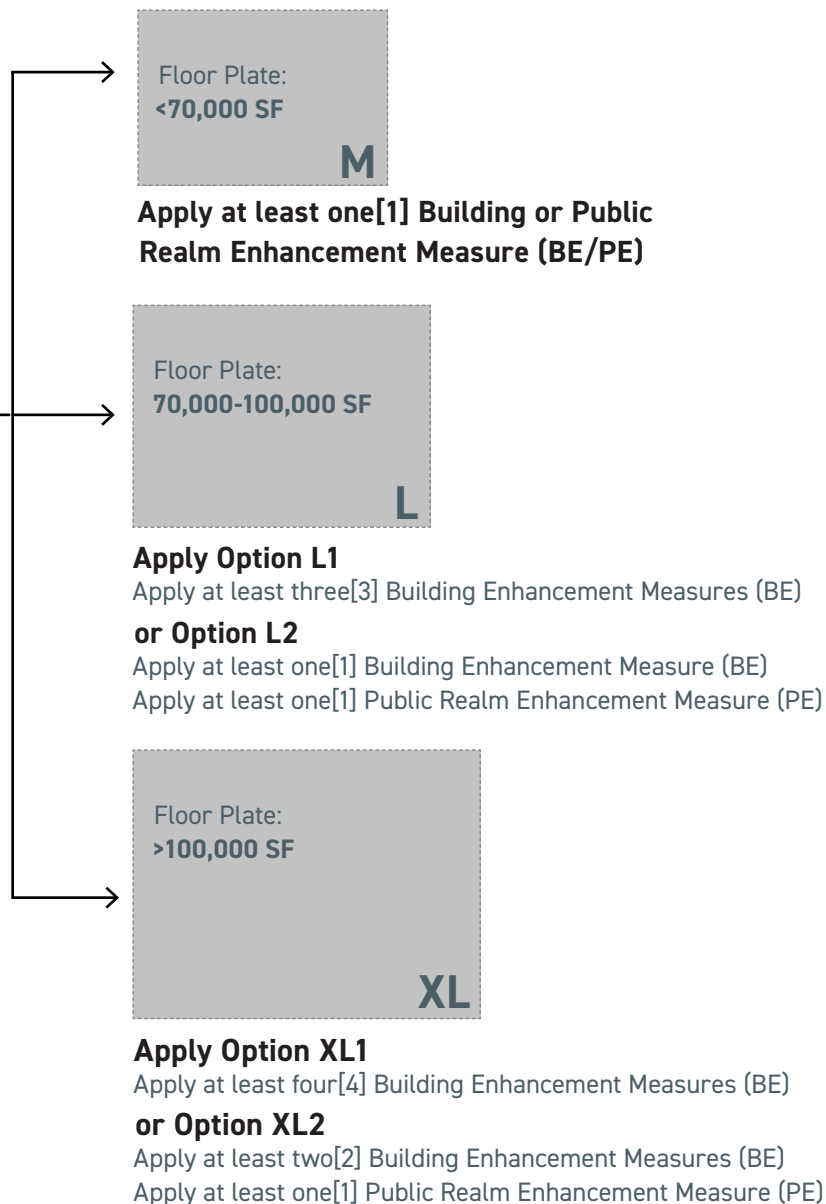 Floor Plate:
<70,000 SF
M
Apply at least one[1] Building or Public
Realm Enhancement Measure (BE/PE)
Floor Plate:
70,000-100,000 SF
L
Apply Option L1
Apply at least three[3] Building Enhancement Measures (BE)
or Option L2
Apply at least one[1] Building Enhancement Measure (BE)
Apply at least one[1] Public Realm Enhancement Measure (PE)
Floor Plate:
>100,000 SF
XL
Apply Option XL1
Apply at least four[4] Building Enhancement Measures (BE)
or Option XL2
Apply at least two[2] Building Enhancement Measures (BE)
Apply at least one[1] Public Realm Enhancement Measure (PE)